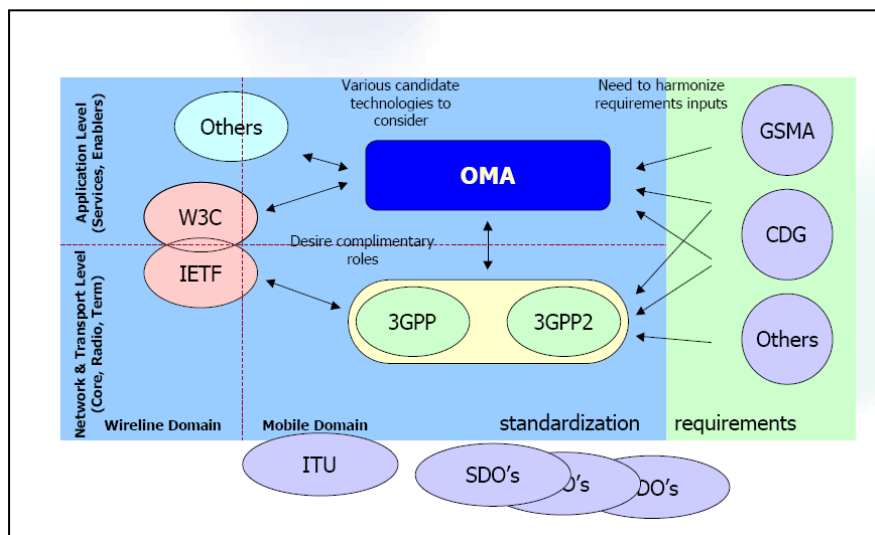 Various candidate
technologies to
consider
Need to harmonize
requirements inputs
Application Level
(Services, Enablers)
Others
OMA
GSMA
W3C
CDG
Desire complimentary
roles
IETF
3GPP
3GPP2
Others
Network & Transport Level
(Core, Radio, Term)
Wireline Domain
Mobile Domain
standardization
requirements
ITU
SDO's
O's
DO's